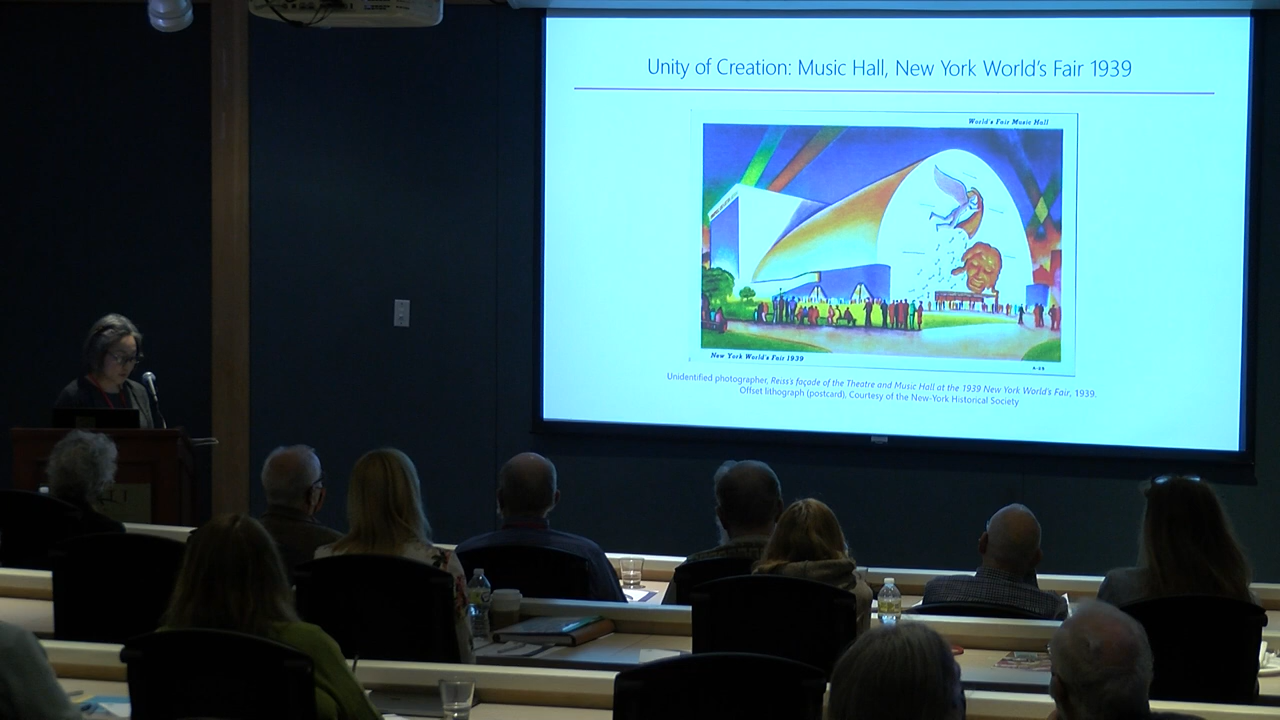 Unity of Creation: Music Hall, New York World's Fair 1939
World's Fair Music Hall
New York World's Fair 1939
Unidentified photographer, Reiss's façade of the Theatre and Music Hall at the 1939 New York World's Fair, 1939.
Offset lithograph (postcard), Courtesy of the New-York Historical Society